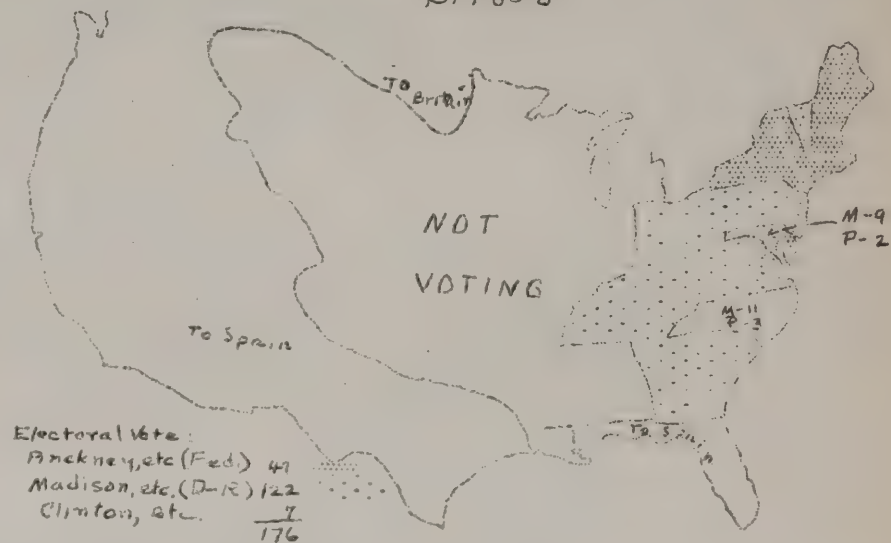 To
Britain
NOT
VOTING
M-9
P-2
M-11
P-3
To Spain
To Spain
Electoral Vote:
Pinckney, etc (Fed.) 47
Madison, etc. (D-R) 122
Clinton, etc. 7
176